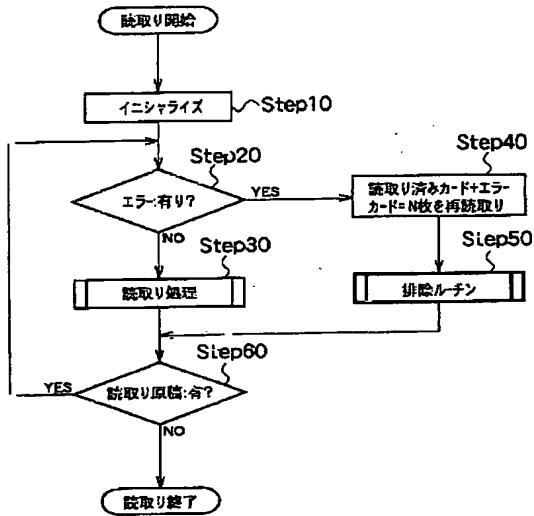 読取り開始
イニシャライズ
Step10
Step20
エラー:有り?
YES
NO
Step40
読取り済みカード+エラー
カード=N枚を再読取り
Step30
読取り処理
Step50
排除ルーチン
Step60
読取り原稿:有?
YES
NO
読取り終了